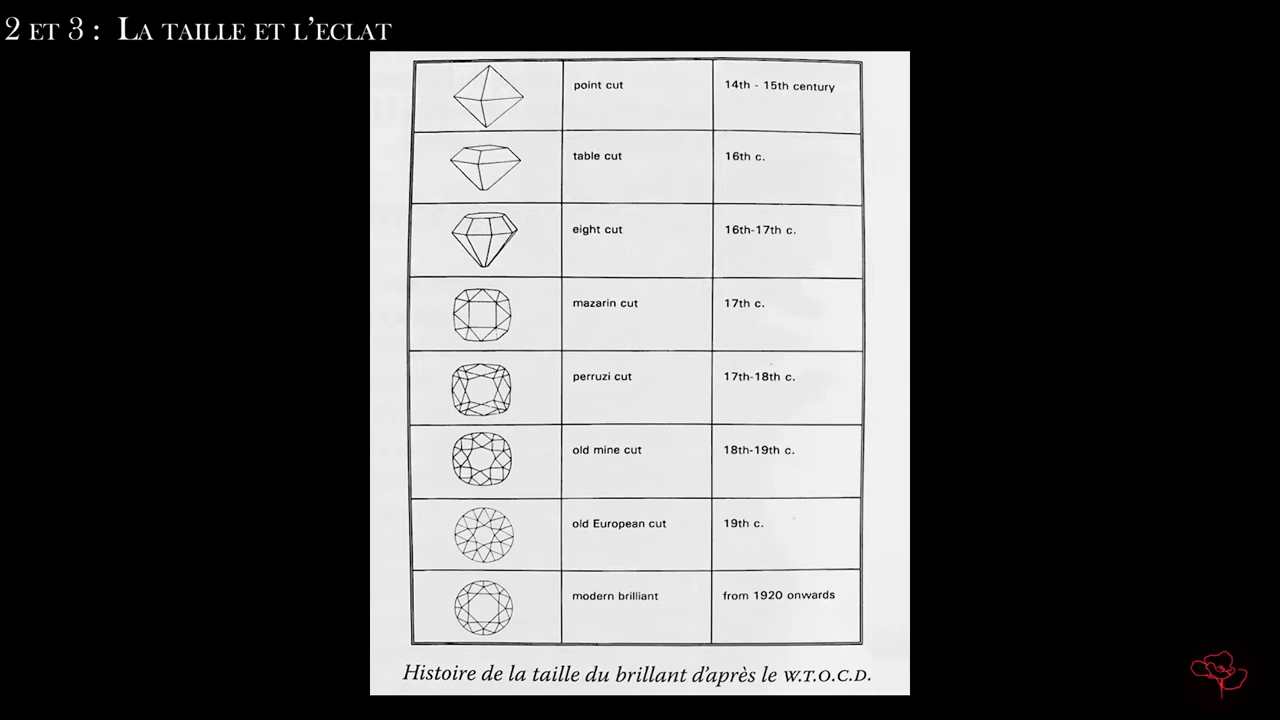 2 ET 3 : LA TAILLE ET L'ECLAT
point cut 14th - 15th century
table cut 16th c.
eight cut 16th-17th c.
mazarin cut 17th c.
perruzi cut 17th-18th c.
old mine cut 18th-19th c.
old European cut 19th c.
modern brilliant from 1920 onwards
Histoire de la taille du brillant d'après le W.T.O.C.D.